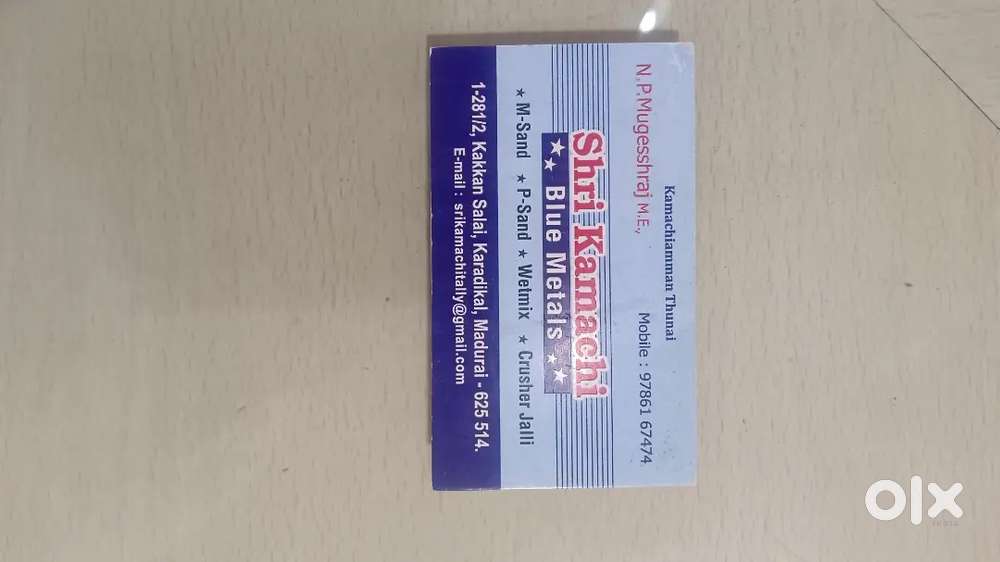 Kamachiamman Thunai
N.P.Mugesshraj M.E., Mobile : 97861 67474
Shri Kamachi
Blue Metals
★ M-Sand ★ P-Sand ★ Wetmix ★ Crusher Jalli
1-281/2, Kakkan Salai, Karadikal, Madurai - 625 514.
E-mail : srikamachitally@gmail.com
olx
INDIA